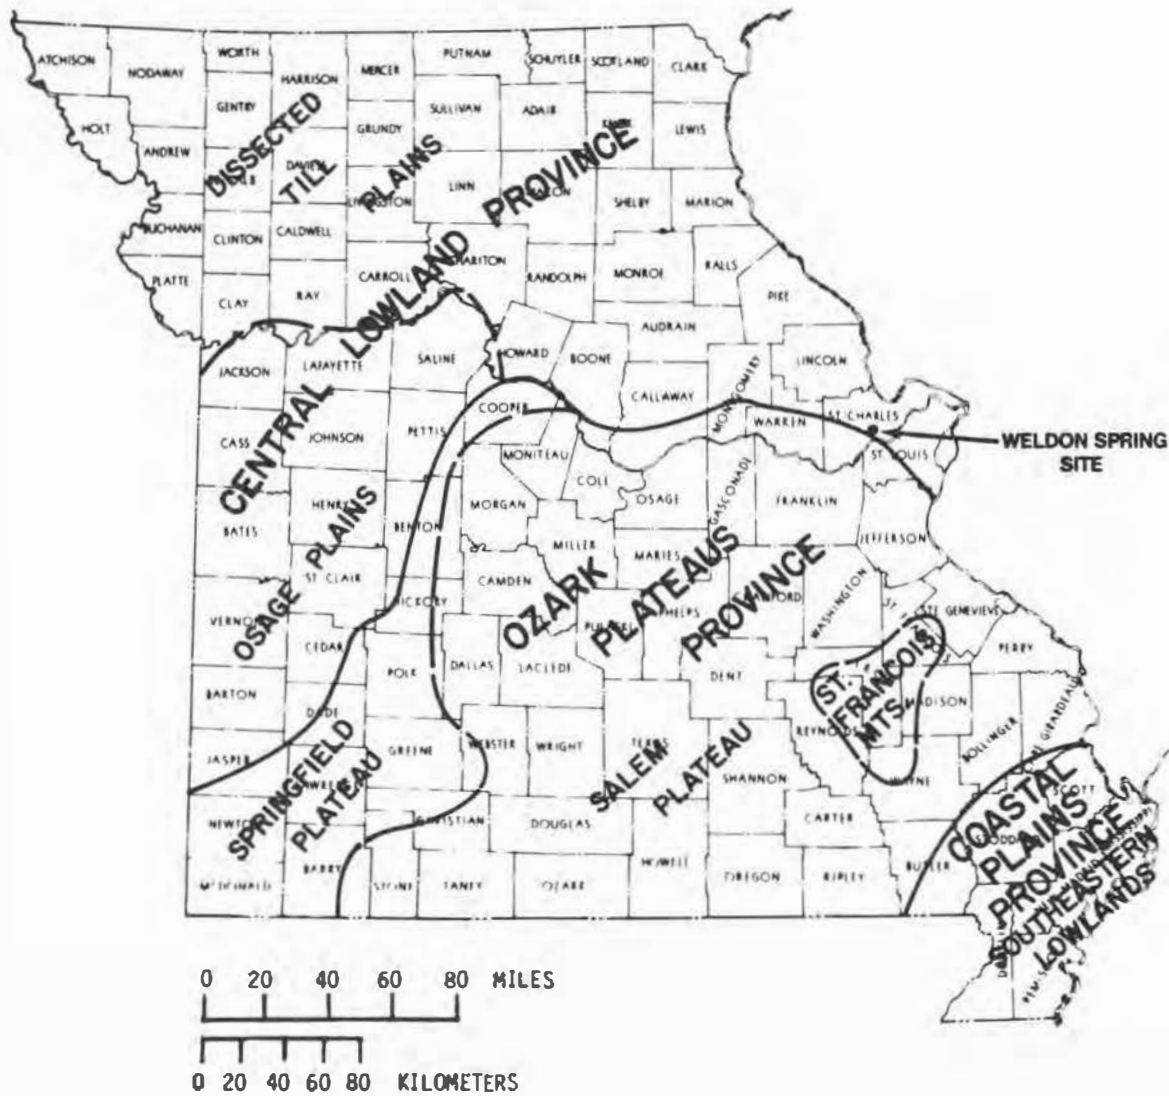 ATCHISON
NODAWAY
WORTH
HARRISON
MERCER
PUTNAM
SCHUYLER
SCOTLAND
CLARK
GENTRY
SULLIVAN
ADAIR
HOLT
ANDREW
GRUNDY
LEWIS
DISSECTED
TILL
PLAINS
LINN
SHELBY
MARION
BUCHANAN
CLINTON
CALDWELL
LIVINGSTON
CENTRAL LOWLAND PROVINCE
PLATTE
CLAY
RAY
CARROLL
RANDOLPH
MONROE
RALLS
PIKE
AUDRAIN
JACKSON
LAFAYETTE
SALINE
HOWARD
BOONE
CALLAWAY
MONTGOMERY
LINCOLN
WARREN
ST. CHARLES
ST. LOUIS
WELDON SPRING
SITE
CASS
JOHNSON
PETTIS
COOPER
MONITEAU
COLE
OSAGE
GASCONADE
FRANKLIN
JEFFERSON
BATES
HENRY
BENTON
MORGAN
MILLER
MARIES
OSAGE PLAINS
ST CLAIR
HICKORY
CAMDEN
OZARK
PLATEAUS
PROVINCE
PHELPS
WASHINGTON
STE GENEVIEVE
VERNON
CEDAR
POLK
DALLAS
LACLEDE
DENT
PERRY
ST.
FRANCOIS
MTS.
MADISON
REYNOLDS
BOLLINGER
BARTON
DADE
GREENE
WEBSTER
WRIGHT
TEXAS
SHANNON
WAYNE
JASPER
SPRINGFIELD
PLATEAU
SALEM
PLATEAU
NEWTON
CHRISTIAN
DOUGLAS
HOWELL
CARTER
SCOTT
McDONALD
BARRY
STONE
TANEY
OZARK
OREGON
RIPLEY
BUTLER
COASTAL
PLAINS
PROVINCE
SOUTHEASTERN
LOWLANDS
0 20 40 60 80 MILES
0 20 40 60 80 KILOMETERS